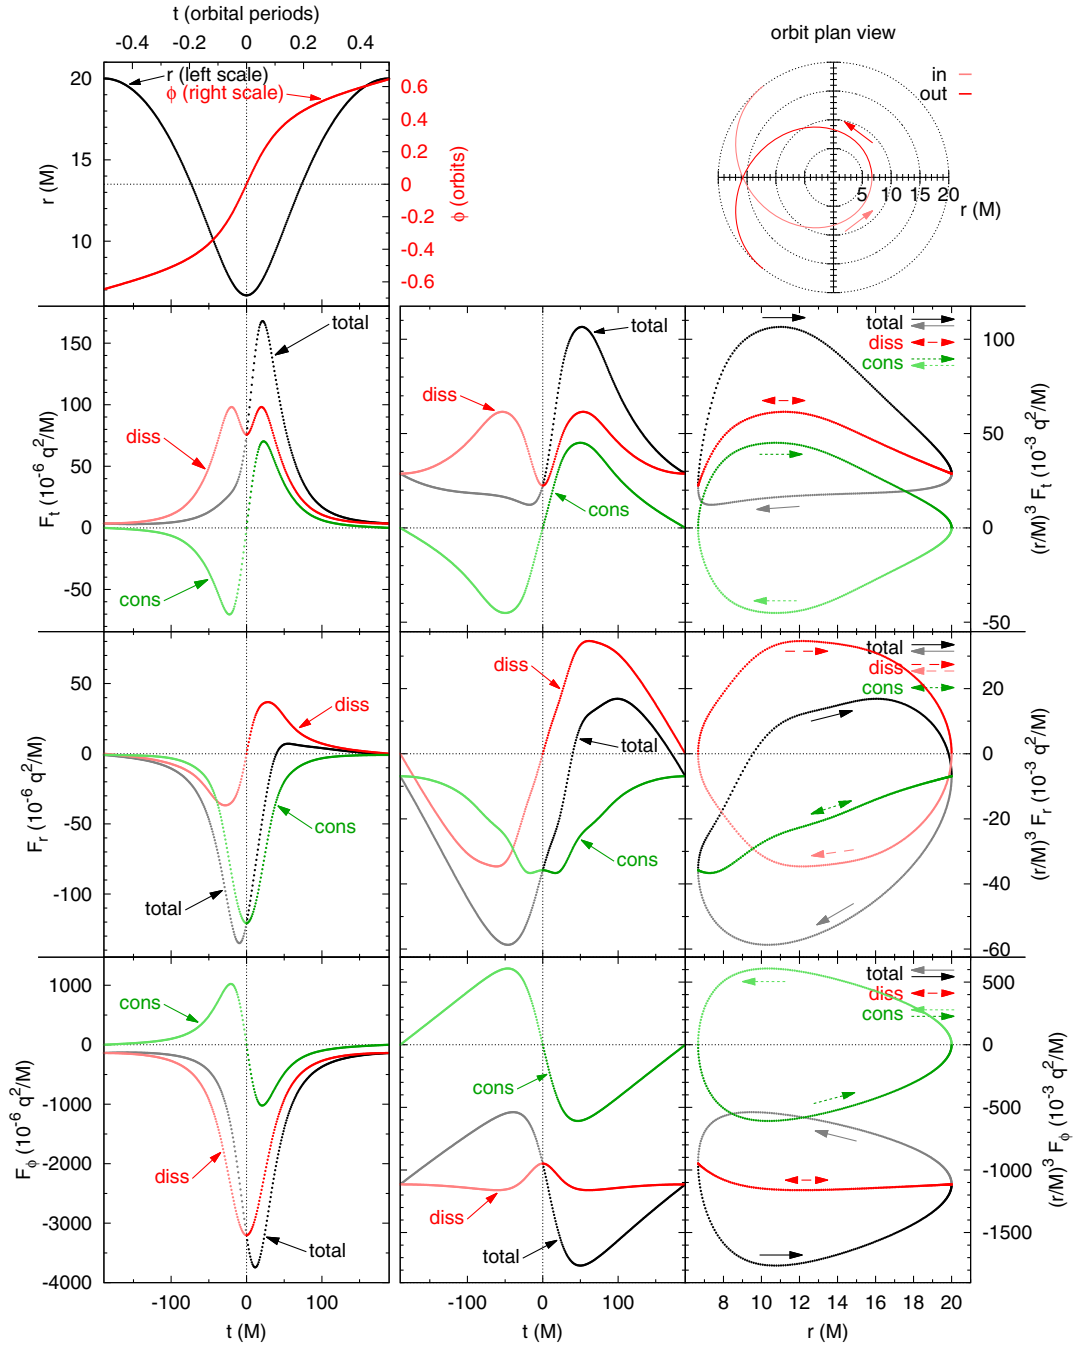 t (orbital periods)
-0.4 -0.2 0 0.2 0.4
orbit plan view
r (left scale)
ϕ (right scale)
20
15
10
r (M)
0.6
0.4
0.2
0
-0.2
-0.4
-0.6
ϕ (orbits)
in
out
5 10 15 20
r (M)
150
100
50
0
-50
F_t (10^-6 q^2/M)
total
diss
cons
total
diss
cons
total
diss
cons
100
50
0
-50
(r/M)^3 F_t (10^-3 q^2/M)
50
0
-50
-100
F_r (10^-6 q^2/M)
diss
cons
total
diss
total
cons
total
diss
cons
20
0
-20
-40
-60
(r/M)^3 F_r (10^-3 q^2/M)
1000
0
-1000
-2000
-3000
-4000
F_ϕ (10^-6 q^2/M)
cons
diss
total
cons
diss
total
total
diss
cons
500
0
-500
-1000
-1500
(r/M)^3 F_ϕ (10^-3 q^2/M)
-100 0 100
t (M)
-100 0 100
t (M)
8 10 12 14 16 18 20
r (M)